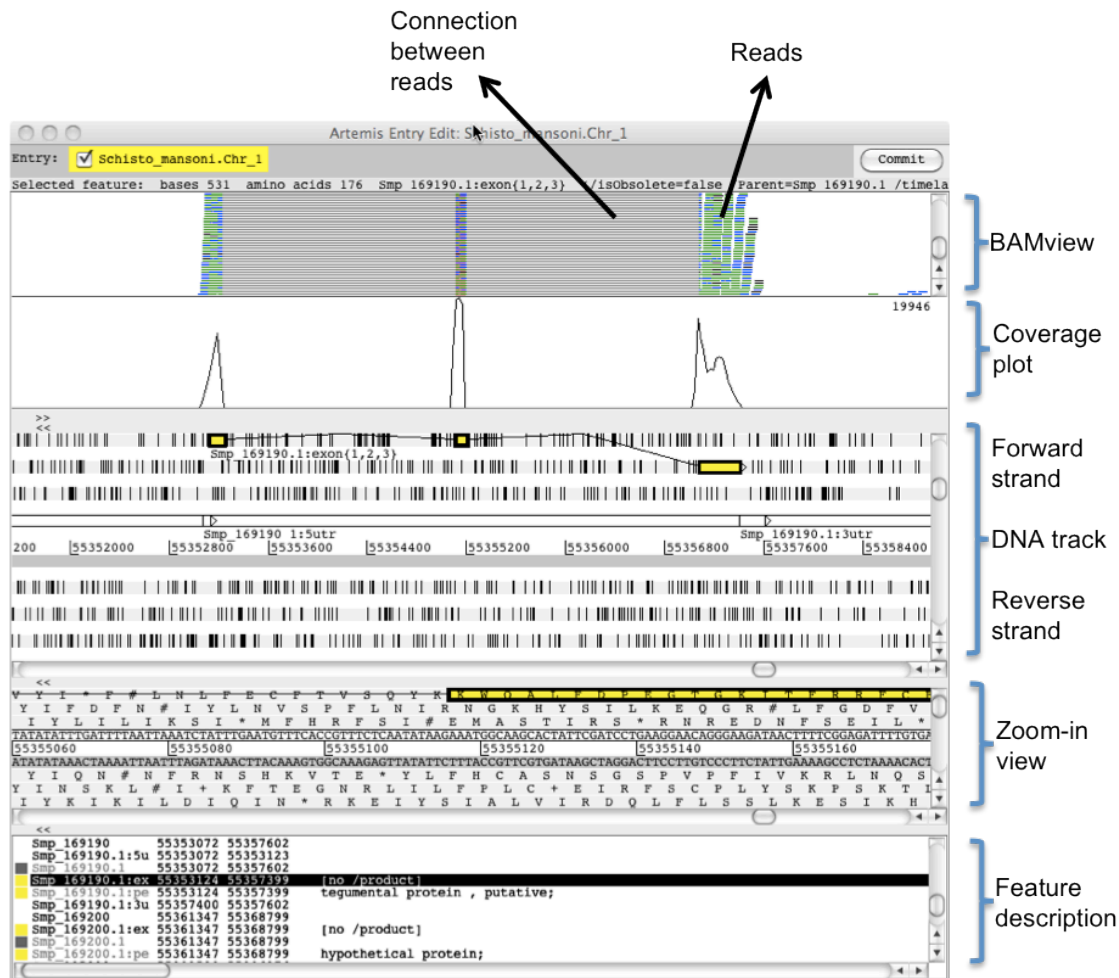 Connection
between
reads
Reads
Artemis Entry Edit: Schisto_mansoni.Chr_1
Entry: Schisto_mansoni.Chr_1
Commit
Selected feature: bases 531 amino acids 176 Smp_169190.1:exon{1,2,3} (/isObsolete=false /Parent=Smp_169190.1 /timela
BAMview
19946
Coverage
plot
>>
<<
Smp_169190.1:exon{1,2,3}
Forward
strand
Smp_169190.1:5utr
Smp_169190.1:3utr
200 55352000 55352800 55353600 55354400 55355200 55356000 55356800 55357600 55358400
DNA track
Reverse
strand
<<
V Y I * F # L N L F E C F T V S Q Y K K W Q A L F D P E G T G K I T F R R F C
Y I F D F N # I Y L N V S P F L N I R N G K H Y S I L K E Q G R # L F G D F V
I Y L I L I K S I * M F H R F S I # E M A S T I R S * R N R E D N F S E I L *
TATATATTTGATTTTAATTAAATCTATTTGAATGTTTCACCGTTTCTCAATATAAGAAATGGCAAGCACTATTCGATCCTGAAGGAACAGGGAAGATAACTTTTCGGAGATTTTGTGA
55355060 55355080 55355100 55355120 55355140 55355160
ATATATAAACTAAAATTAATTTAGATAAACTTACAAAGTGGCAAAGAGTTATATTCTTTACCGTTCGTGATAAGCTAGGACTTCCTTGTCCCTTCTATTGAAAAGCCTCTAAAACACT
Y I Q N # N F R N S H K V T E * Y L F H C A S N S G S P V P F I V K R L N Q S
Y I N S K L # I + K F T E G N R L I L F P L C + E I R F S C P L Y S K P S K T
I Y K I K I L D I Q I N * R K E I Y S I A L V I R D Q L F L S S L K E S I K H
Zoom-in
view
<<
Smp_169190 55353072 55357602
Smp_169190.1:5u 55353072 55353123
Smp_169190.1 55353072 55357602
Smp_169190.1:ex 55353124 55357399 [no /product]
Smp_169190.1:pe 55353124 55357399 tegumental protein , putative;
Smp_169190.1:3u 55357400 55357602
Smp_169200 55361347 55368799
Smp_169200.1:ex 55361347 55368799 [no /product]
Smp_169200.1 55361347 55368799
Smp_169200.1:pe 55361347 55368799 hypothetical protein;
Feature
description